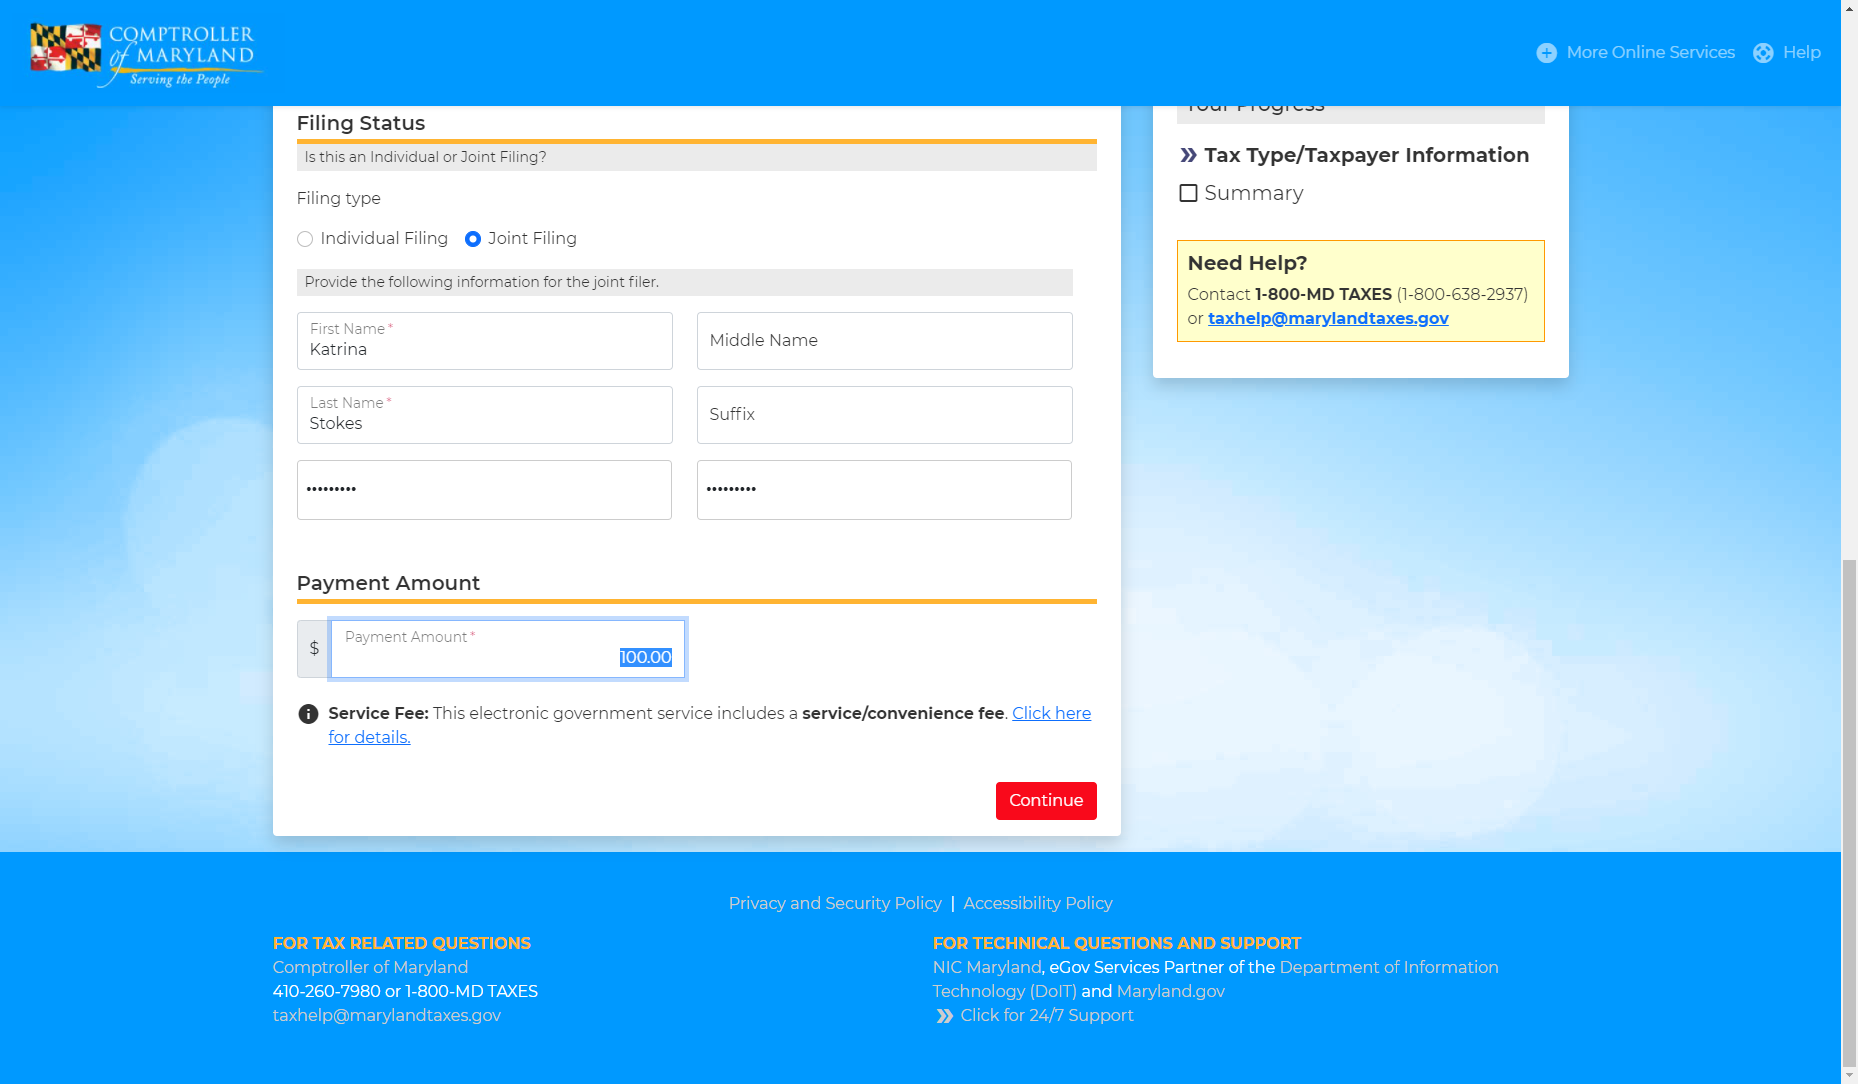 COMPTROLLER
of MARYLAND
Serving the People
More Online Services
Help
Filing Status
Is this an Individual or Joint Filing?
Filing type
Individual Filing
Joint Filing
Provide the following information for the joint filer.
First Name *
Katrina
Middle Name
Last Name *
Stokes
Suffix
•••••••••
•••••••••
Payment Amount
$
Payment Amount *
100.00
Service Fee: This electronic government service includes a service/convenience fee. Click here
for details.
Continue
Your Progress
Tax Type/Taxpayer Information
Summary
Need Help?
Contact 1-800-MD TAXES (1-800-638-2937)
or taxhelp@marylandtaxes.gov
Privacy and Security Policy | Accessibility Policy
FOR TAX RELATED QUESTIONS
Comptroller of Maryland
410-260-7980 or 1-800-MD TAXES
taxhelp@marylandtaxes.gov
FOR TECHNICAL QUESTIONS AND SUPPORT
NIC Maryland, eGov Services Partner of the Department of Information
Technology (DoIT) and Maryland.gov
Click for 24/7 Support